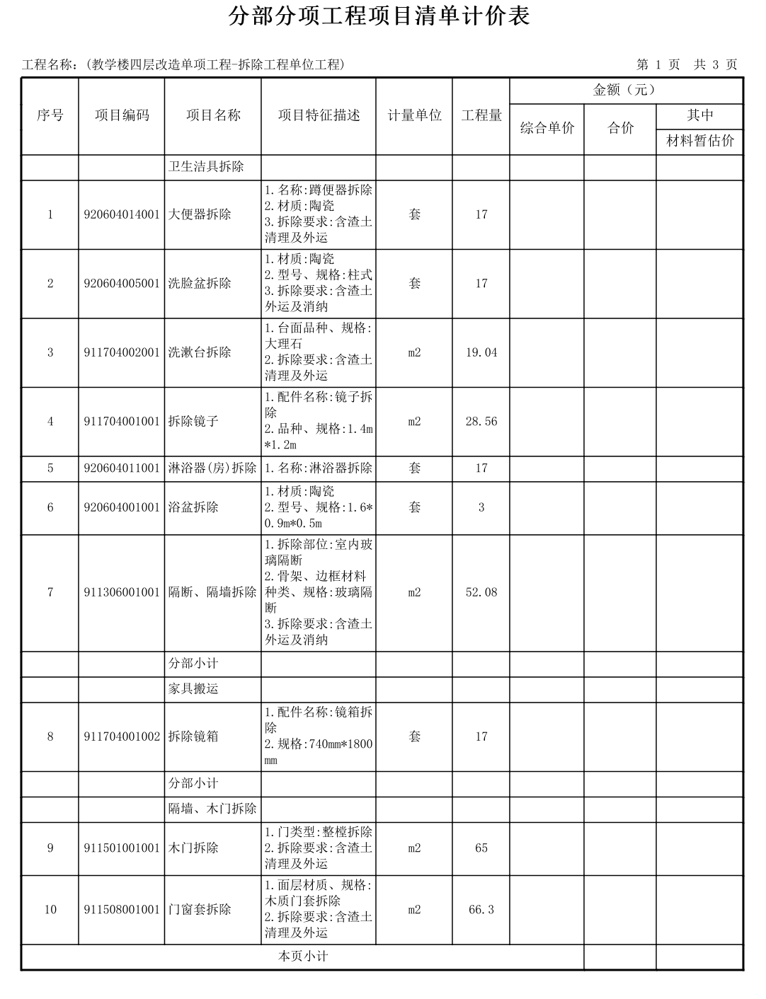 分部分项工程项目清单计价表
工程名称：(教学楼四层改造单项工程-拆除工程单位工程)
第 1 页 共 3 页
序号 项目编码 项目名称 项目特征描述 计量单位 工程量 金额（元）
综合单价 合价 其中
材料暂估价
卫生洁具拆除
1 920604014001 大便器拆除
1.名称:蹲便器拆除
2.材质:陶瓷
3.拆除要求:含渣土
清理及外运
套 17
2 920604005001 洗脸盆拆除
1.材质:陶瓷
2.型号、规格:柱式
3.拆除要求:含渣土
外运及消纳
套 17
3 911704002001 洗漱台拆除
1.台面品种、规格:
大理石
2.拆除要求:含渣土
清理及外运
m2 19.04
4 911704001001 拆除镜子
1.配件名称:镜子拆
除
2.品种、规格:1.4m
*1.2m
m2 28.56
5 920604011001 淋浴器(房)拆除 1.名称:淋浴器拆除 套 17
6 920604001001 浴盆拆除
1.材质:陶瓷
2.型号、规格:1.6*
0.9m*0.5m
套 3
7 911306001001 隔断、隔墙拆除
1.拆除部位:室内玻
璃隔断
2.骨架、边框材料
种类、规格:玻璃隔
断
3.拆除要求:含渣土
外运及消纳
m2 52.08
分部小计
家具搬运
8 911704001002 拆除镜箱
1.配件名称:镜箱拆
除
2.规格:740mm*1800
mm
套 17
分部小计
隔墙、木门拆除
9 911501001001 木门拆除
1.门类型:整樘拆除
2.拆除要求:含渣土
清理及外运
m2 65
10 911508001001 门窗套拆除
1.面层材质、规格:
木质门套拆除
2.拆除要求:含渣土
清理及外运
m2 66.3
本页小计